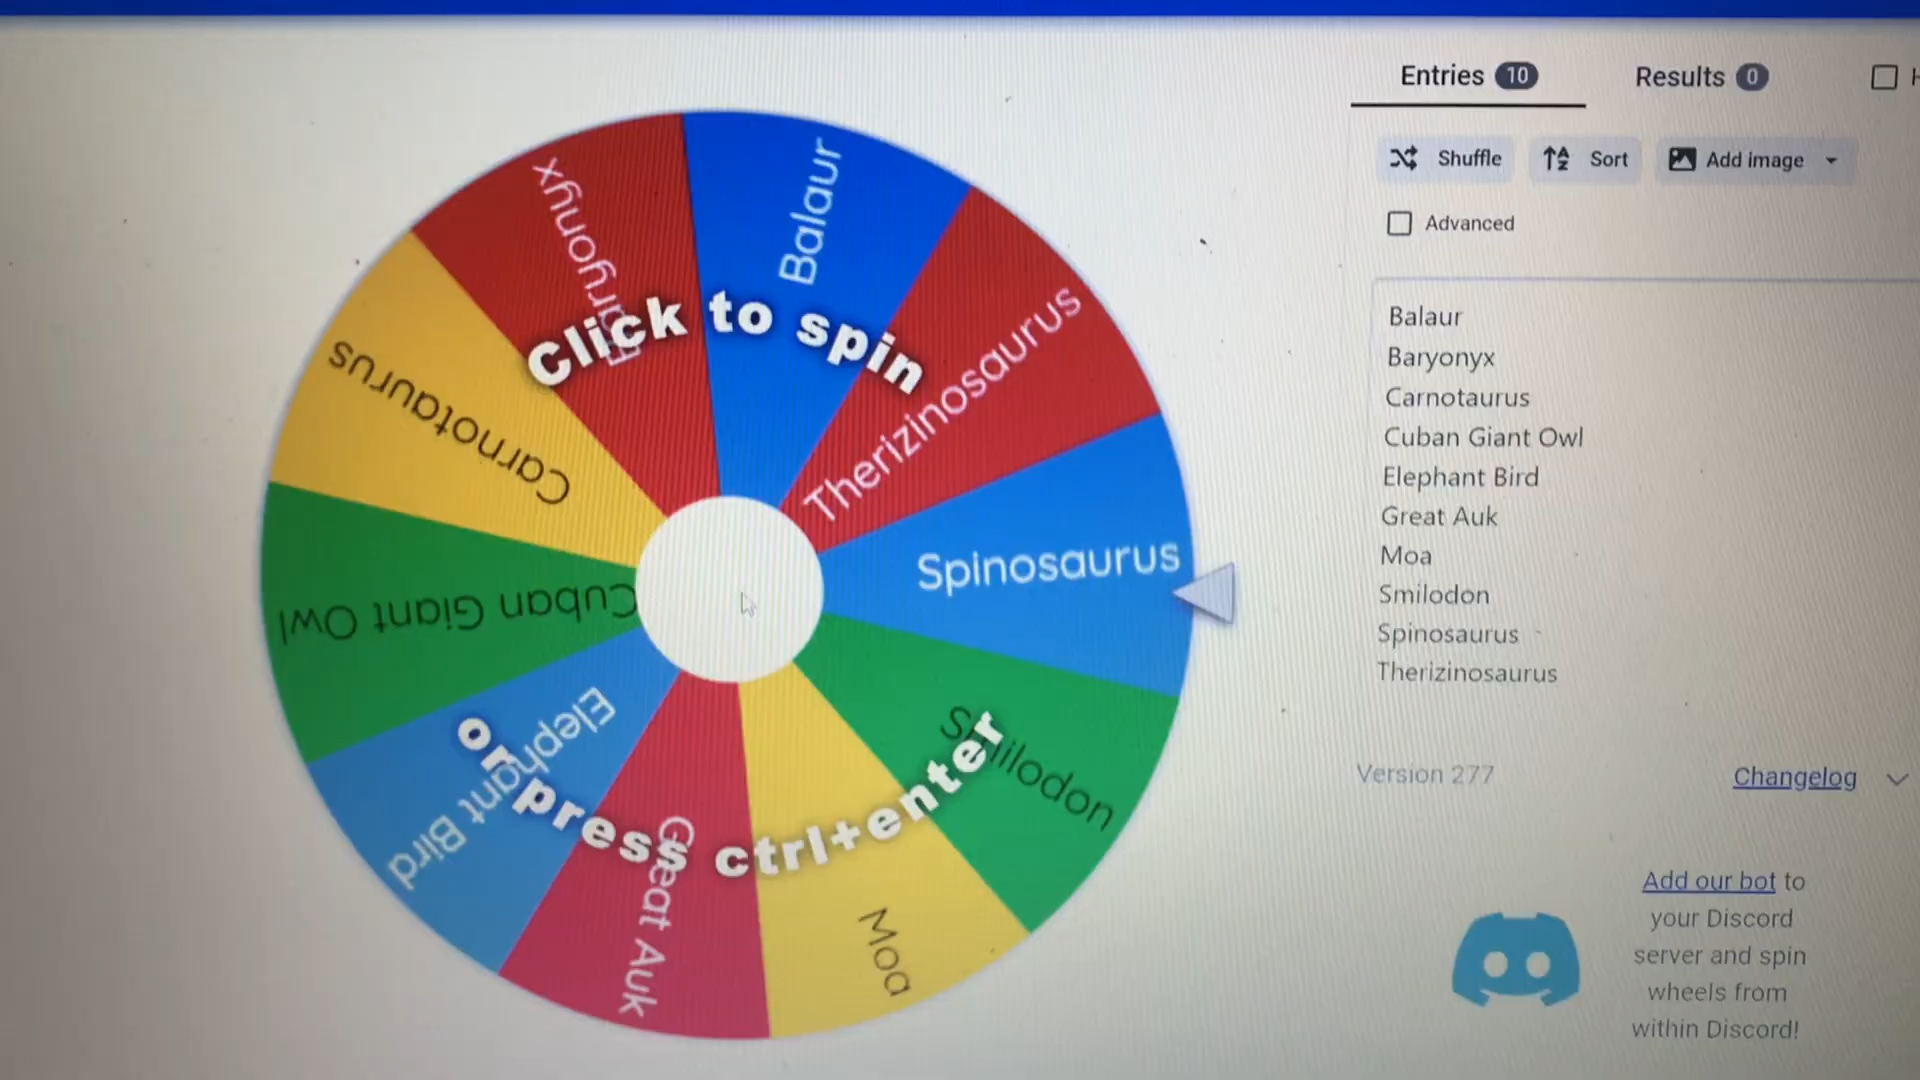 Entries 10
Results 0
Shuffle
Sort
Add image
Advanced
Balaur
Baryonyx
Carnotaurus
Cuban Giant Owl
Elephant Bird
Great Auk
Moa
Smilodon
Spinosaurus
Therizinosaurus
Version 277
Changelog
Add our bot to
your Discord
server and spin
wheels from
within Discord!
Click to spin
or press ctrl+enter
Balaur
Therizinosaurus
Spinosaurus
Smilodon
Moa
Great Auk
Elephant Bird
Cuban Giant Owl
Carnotaurus
Baryonyx